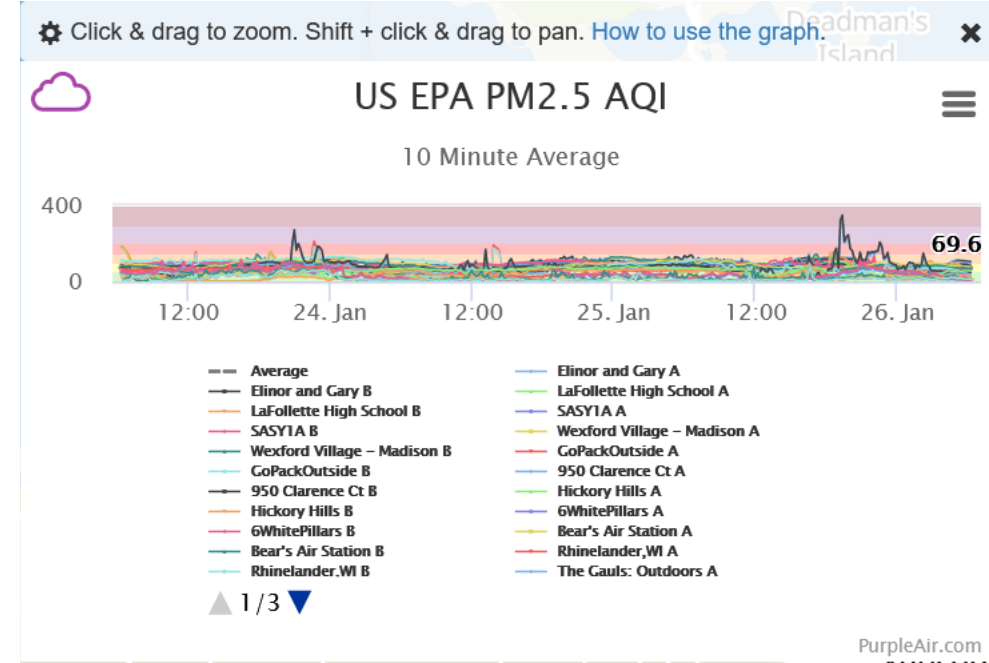 Deadman's
Click & drag to zoom. Shift + click & drag to pan. How to use the graph.
Island
US EPA PM2.5 AQI
10 Minute Average
400
69.6
0
12:00 24. Jan 12:00 25. Jan 12:00 26. Jan
Average Elinor and Gary A
Elinor and Gary B LaFollette High School A
LaFollette High School B SASY1A A
SASY1A B Wexford Village – Madison A
Wexford Village – Madison B GoPackOutside A
GoPackOutside B 950 Clarence Ct A
950 Clarence Ct B Hickory Hills A
Hickory Hills B 6WhitePillars A
6WhitePillars B Bear's Air Station A
Bear's Air Station B Rhinelander,WI A
Rhinelander,WI B The Gauls: Outdoors A
1/3
PurpleAir.com